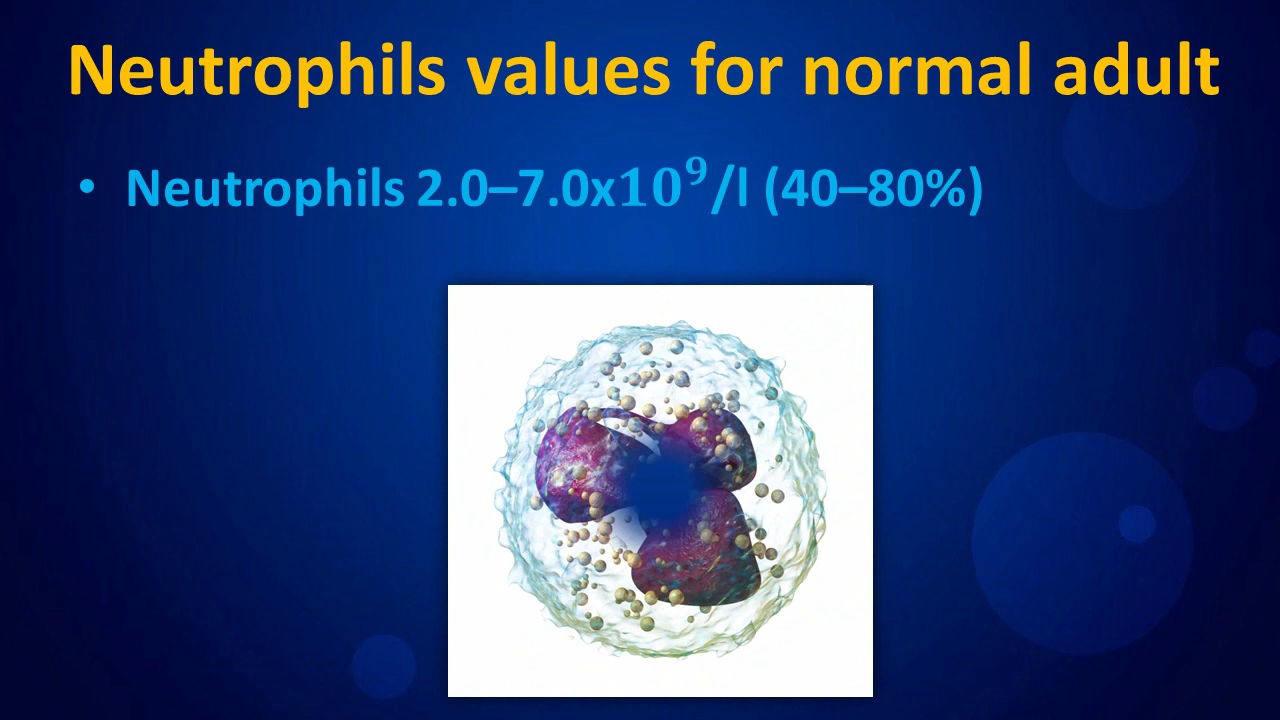 Neutrophils values for normal adult
• Neutrophils 2.0–7.0x10⁹/l (40–80%)